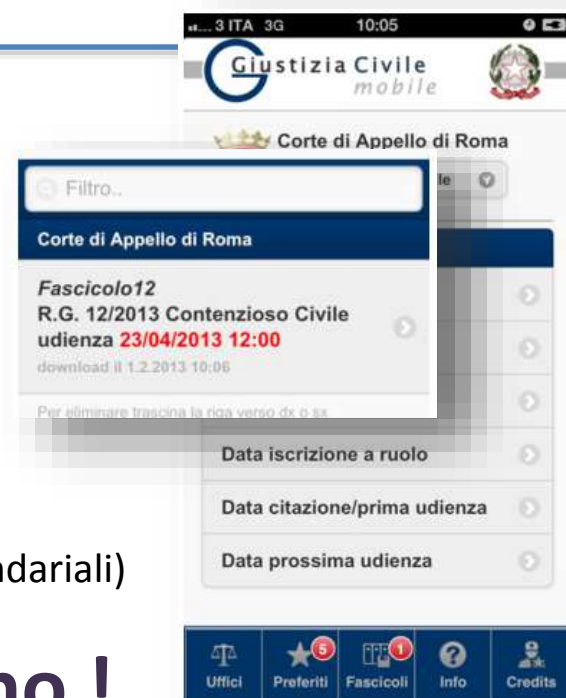 3 ITA 3G 10:05
Giustizia Civile
mobile
Corte di Appello di Roma
le
Filtro..
Corte di Appello di Roma
Fascicolo12
R.G. 12/2013 Contenzioso Civile
udienza 23/04/2013 12:00
download il 1.2.2013 10:06
Per eliminare trascina la riga verso dx o sx
Data iscrizione a ruolo
Data citazione/prima udienza
Data prossima udienza
ndariali)
no !
5
1
Uffici Preferiti Fascicoli Info Credits